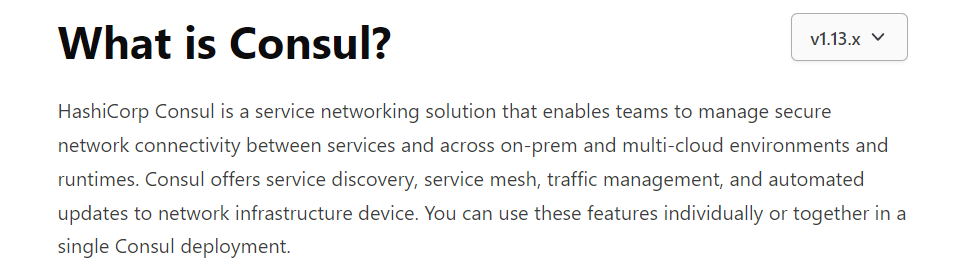 What is Consul?
v1.13.x
HashiCorp Consul is a service networking solution that enables teams to manage secure
network connectivity between services and across on-prem and multi-cloud environments and
runtimes. Consul offers service discovery, service mesh, traffic management, and automated
updates to network infrastructure device. You can use these features individually or together in a
single Consul deployment.